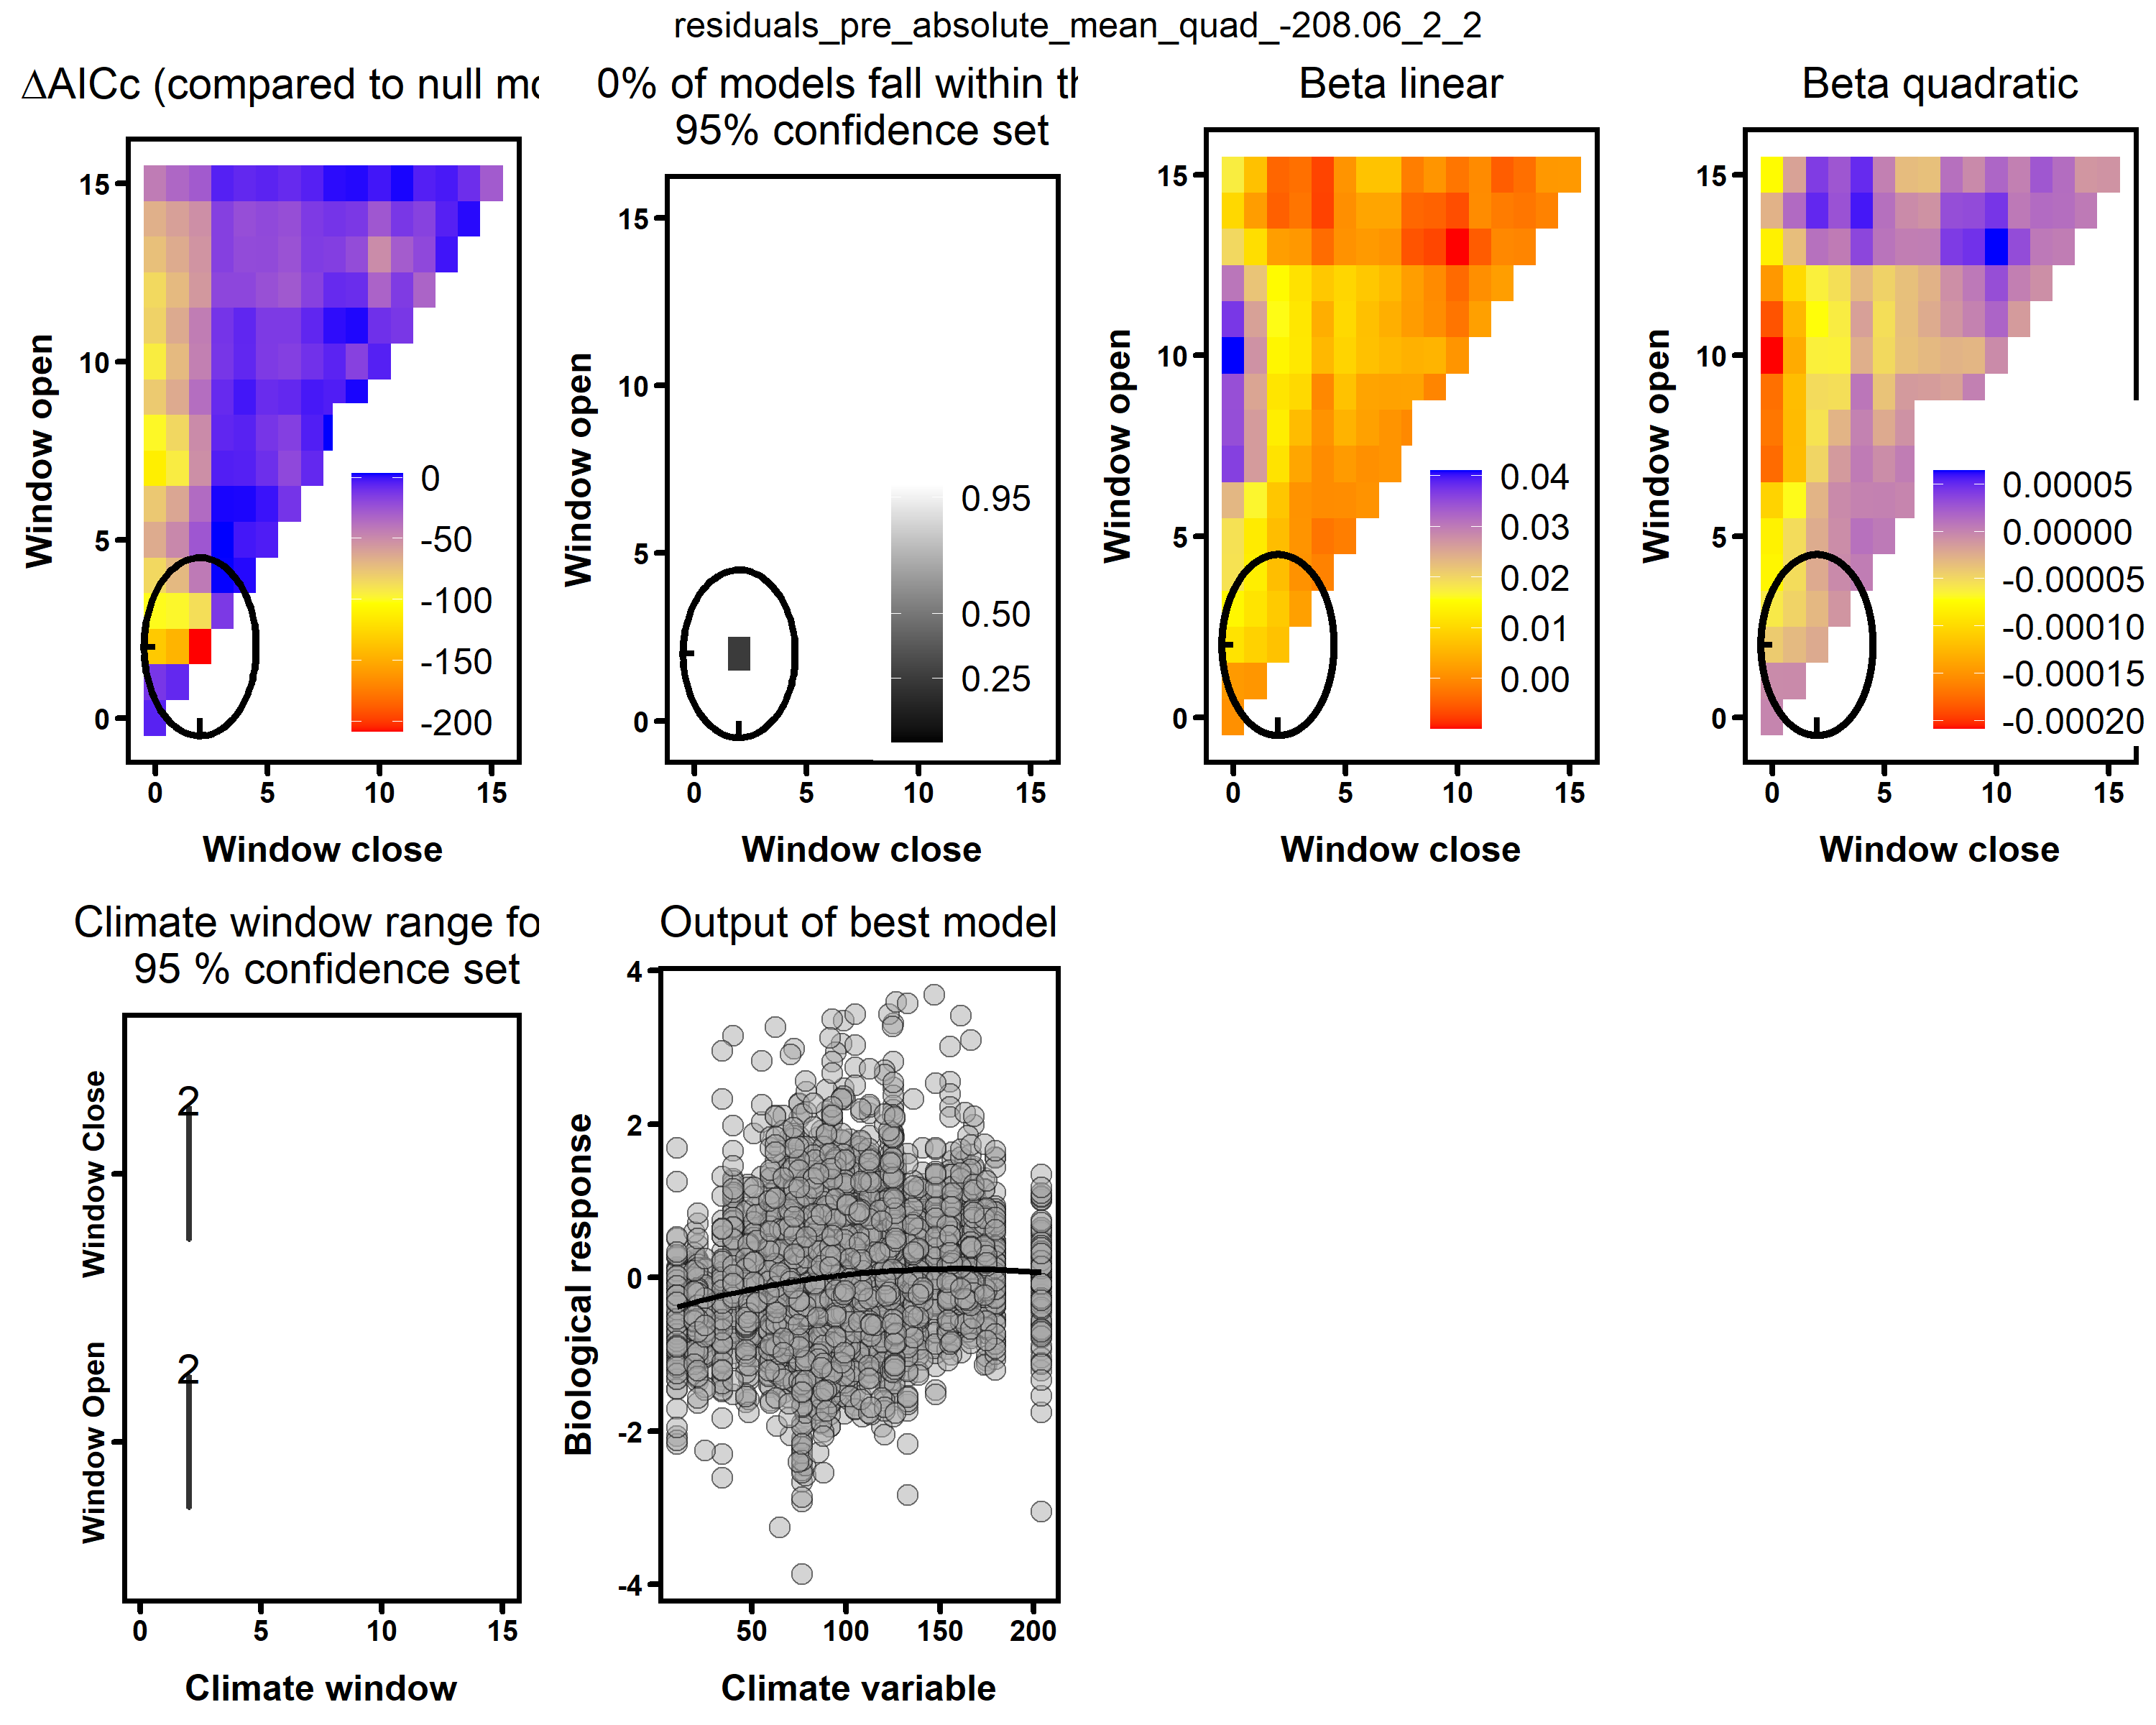 residuals_pre_absolute_mean_quad_-208.06_2_2
ΔAICc (compared to null mo
15
10
5
0
0
-50
-100
-150
-200
0 5 10 15
Window open
Window close
0% of models fall within th
95% confidence set
15
10
5
0
0.95
0.50
0.25
0 5 10 15
Window open
Window close
Beta linear
15
10
5
0
0.04
0.03
0.02
0.01
0.00
0 5 10 15
Window open
Window close
Beta quadratic
15
10
5
0
0.00005
0.00000
-0.00005
-0.00010
-0.00015
-0.00020
0 5 10 15
Window open
Window close
Climate window range fo
95 % confidence set
Window Close
2
Window Open
2
0 5 10 15
Climate window
Output of best model
4
2
0
-2
-4
50 100 150 200
Biological response
Climate variable